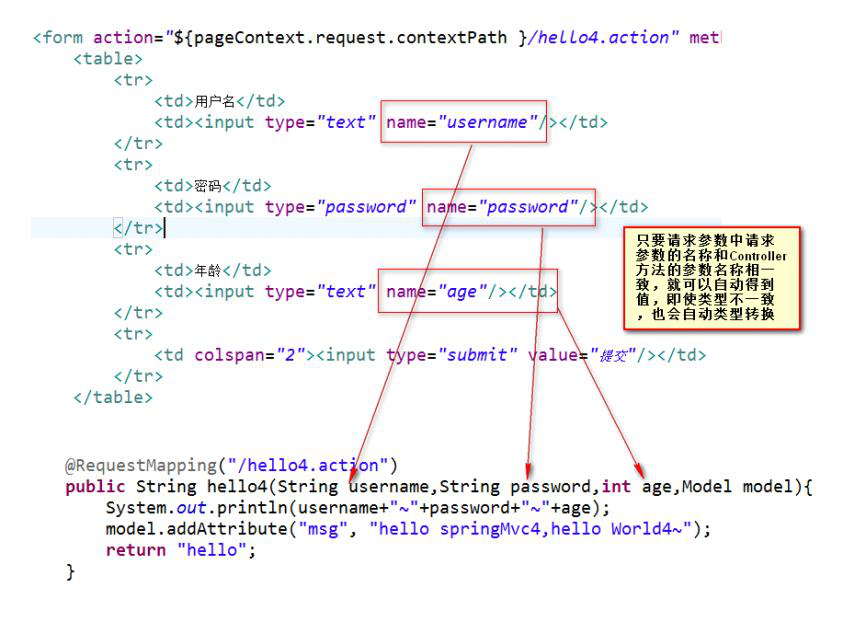 <form action="${pageContext.request.contextPath }/hello4.action" met
<table>
<tr>
<td>用户名</td>
<td><input type="text" name="username"/></td>
</tr>
<tr>
<td>密码</td>
<td><input type="password" name="password"/></td>
</tr>
<tr>
<td>年龄</td>
<td><input type="text" name="age"/></td>
</tr>
<tr>
<td colspan="2"><input type="submit" value="提交"/></td>
</tr>
</table>
只要请求参数中请求
参数的名称和Controller
方法的参数名称相一
致，就可以自动得到
值，即使类型不一致
，也会自动类型转换
@RequestMapping("/hello4.action")
public String hello4(String username,String password,int age,Model model){
System.out.println(username+"~"+password+"~"+age);
model.addAttribute("msg", "hello springMvc4,hello World4~");
return "hello";
}